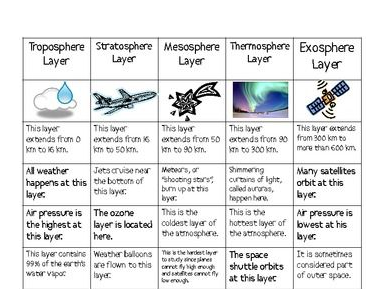 Troposphere
Layer
Stratosphere
Layer
Mesosphere
Layer
Thermosphere
Layer
Exosphere
Layer
This layer
extends from 0
km to 16 km.
This layer
extends from 16
to 50 km.
This layer
extends from 50
to 90 km.
This layer
extends from 90
to 300 km.
This layer extends from
300 km to
more than 600 km.
All weather
happens at this
layer.
Jets cruise near
the bottom of
this layer.
Meteors, or
"shooting stars",
burn up at this
layer.
Shimmering
curtains of light,
called auroras,
happen here.
Many satellites
orbit at this
layer.
Air pressure is
the highest at this
layer.
The ozone
layer is
located here.
This is the
coldest layer of
the atmosphere.
This is the
hottest layer of
the atmosphere.
Air pressure is
lowest at his
layer.
This layer contains
99% of the earth's
water vapor.
Weather balloons
are flown to this
layer.
This is the hardest layer
to study since planes
cannot fly high enough
and satellites cannot fly
low enough.
The space
shuttle orbits
at this layer.
It is sometimes
considered part of
outer space.